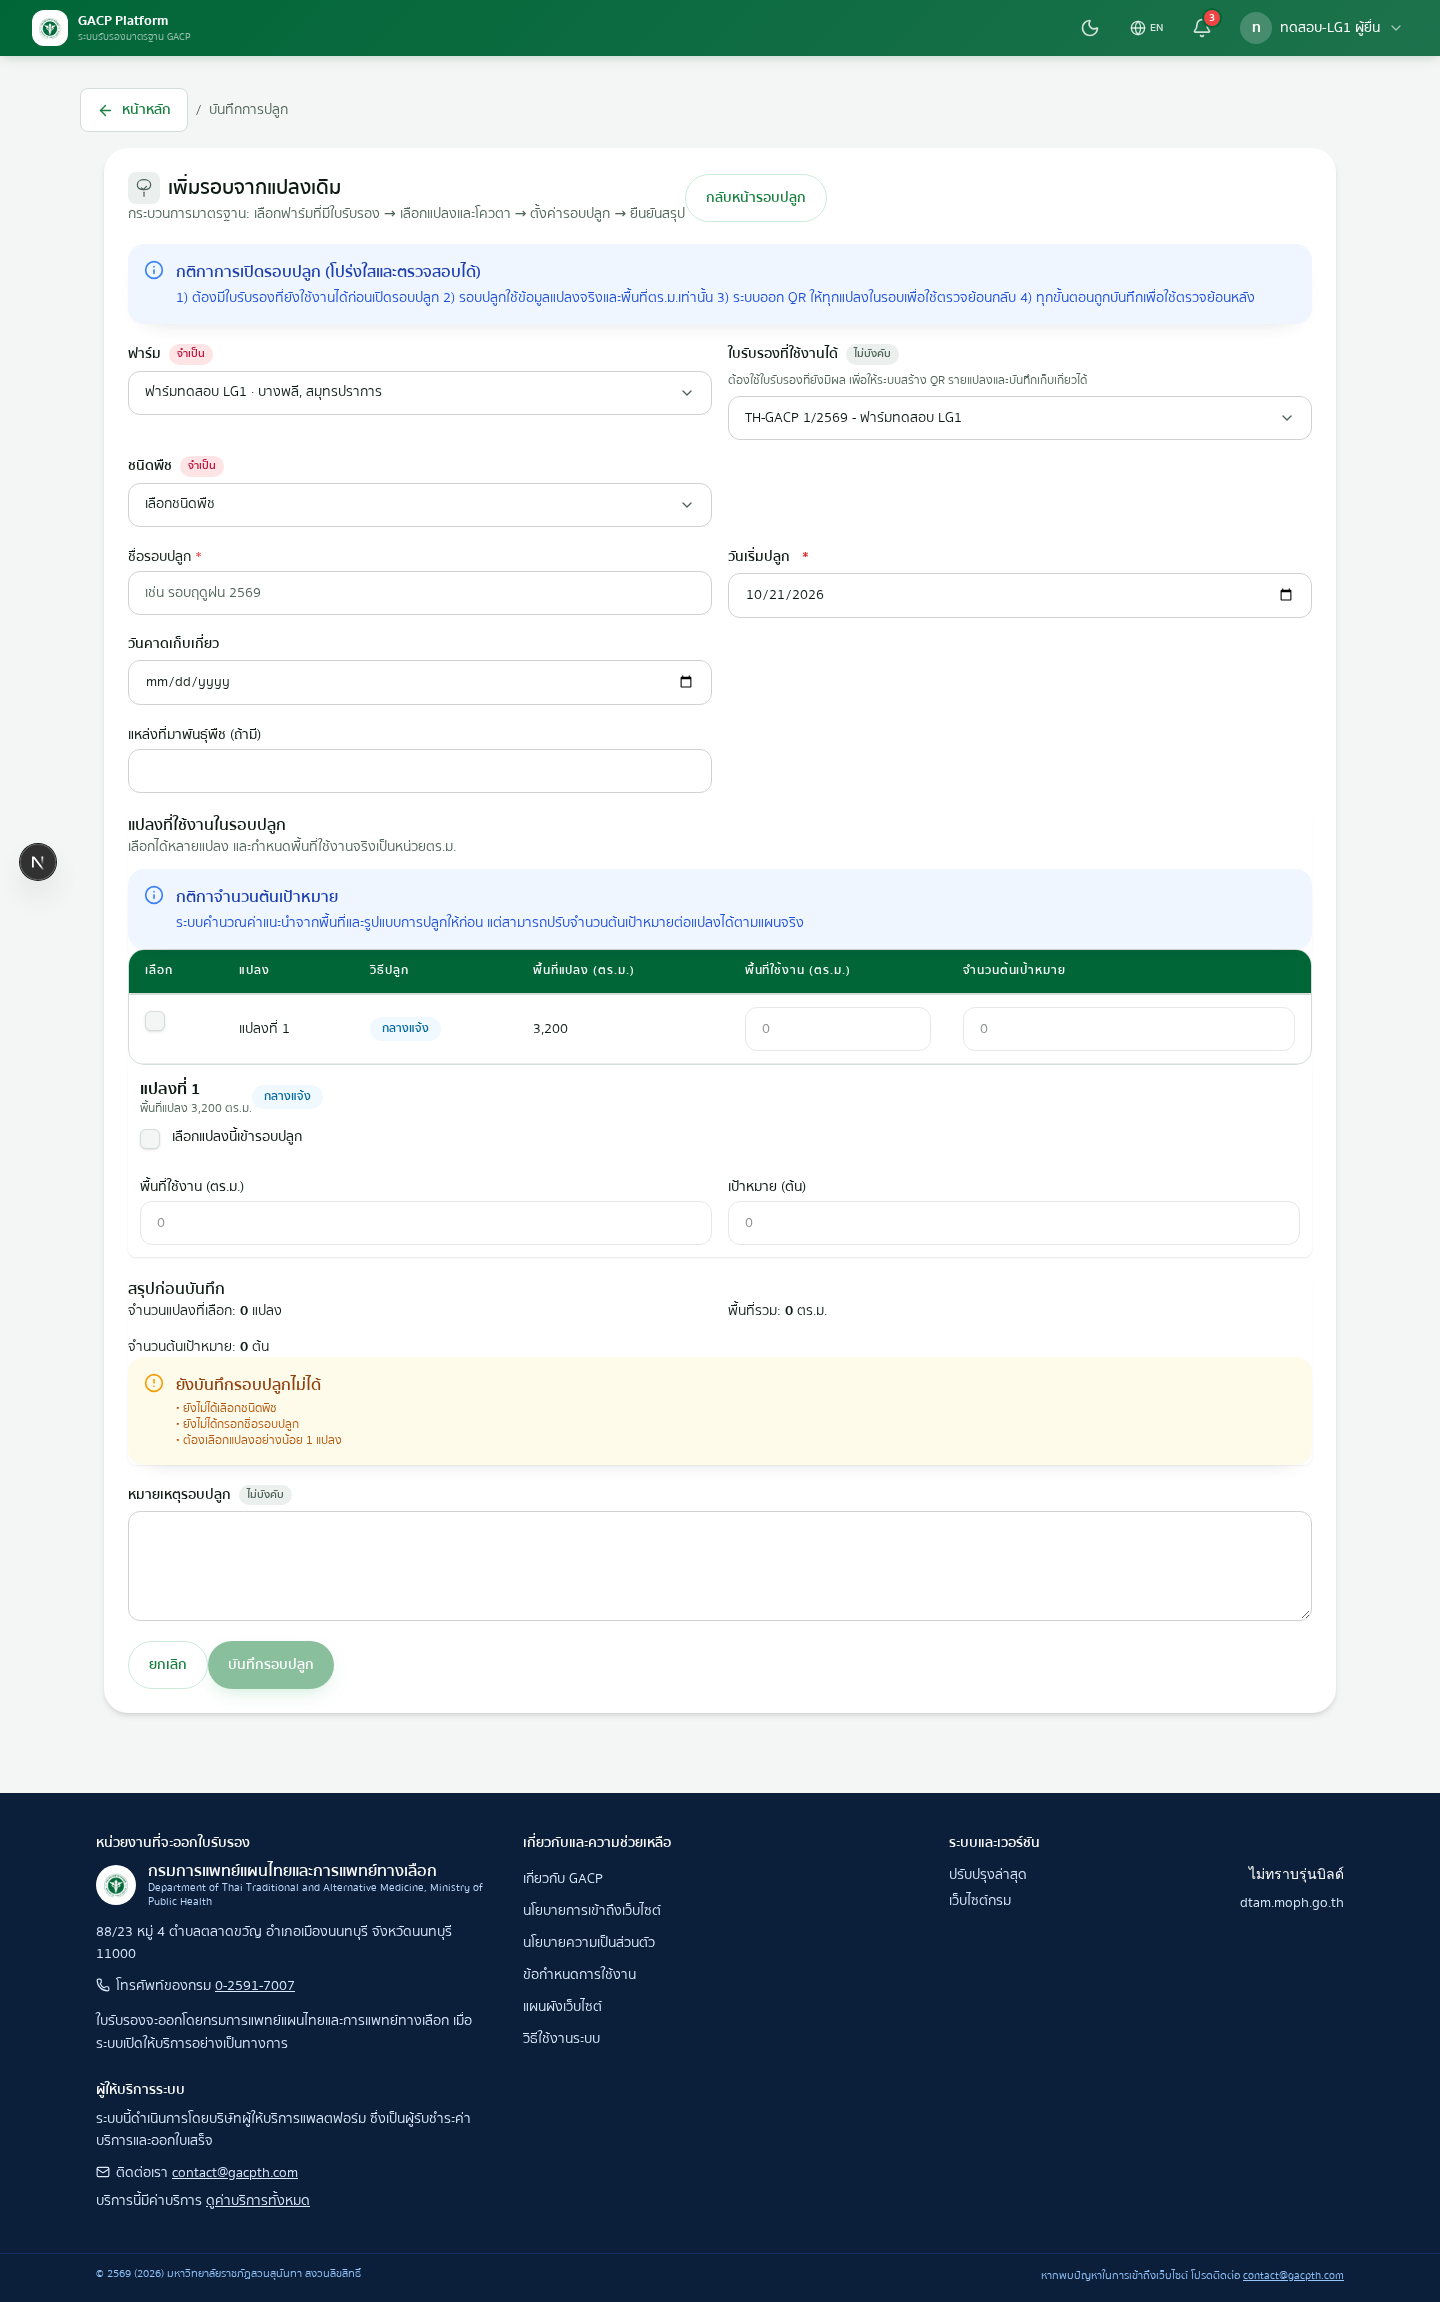 GACP Platform
ระบบรับรองมาตรฐาน GACP
EN
3
ท
ทดสอบ-LG1 ผู้ยื่น
หน้าหลัก
/
บันทึกการปลูก
เพิ่มรอบจากแปลงเดิม
กระบวนการมาตรฐาน: เลือกฟาร์มที่มีใบรับรอง → เลือกแปลงและโควตา → ตั้งค่ารอบปลูก → ยืนยันสรุป
กลับหน้ารอบปลูก
กติกาการเปิดรอบปลูก (โปร่งใสและตรวจสอบได้)
1) ต้องมีใบรับรองที่ยังใช้งานได้ก่อนเปิดรอบปลูก 2) รอบปลูกใช้ข้อมูลแปลงจริงและพื้นที่ตร.ม.เท่านั้น 3) ระบบออก QR ให้ทุกแปลงในรอบเพื่อใช้ตรวจย้อนกลับ 4) ทุกขั้นตอนถูกบันทึกเพื่อใช้ตรวจย้อนหลัง
ฟาร์ม จำเป็น
ฟาร์มทดสอบ LG1 · บางพลี, สมุทรปราการ
ใบรับรองที่ใช้งานได้ ไม่บังคับ
ต้องใช้ใบรับรองที่ยังมีผล เพื่อให้ระบบสร้าง QR รายแปลงและบันทึกเก็บเกี่ยวได้
TH-GACP 1/2569 - ฟาร์มทดสอบ LG1
ชนิดพืช จำเป็น
เลือกชนิดพืช
ชื่อรอบปลูก *
เช่น รอบฤดูฝน 2569
วันเริ่มปลูก *
10/21/2026
วันคาดเก็บเกี่ยว
mm/dd/yyyy
แหล่งที่มาพันธุ์พืช (ถ้ามี)
แปลงที่ใช้งานในรอบปลูก
เลือกได้หลายแปลง และกำหนดพื้นที่ใช้งานจริงเป็นหน่วยตร.ม.
กติกาจำนวนต้นเป้าหมาย
ระบบคำนวณค่าแนะนำจากพื้นที่และรูปแบบการปลูกให้ก่อน แต่สามารถปรับจำนวนต้นเป้าหมายต่อแปลงได้ตามแผนจริง
เลือก แปลง วิธีปลูก พื้นที่แปลง (ตร.ม.) พื้นที่ใช้งาน (ตร.ม.) จำนวนต้นเป้าหมาย
แปลงที่ 1 กลางแจ้ง 3,200 0 0
แปลงที่ 1
พื้นที่แปลง 3,200 ตร.ม.
กลางแจ้ง
เลือกแปลงนี้เข้ารอบปลูก
พื้นที่ใช้งาน (ตร.ม.)
0
เป้าหมาย (ต้น)
0
สรุปก่อนบันทึก
จำนวนแปลงที่เลือก: 0 แปลง
พื้นที่รวม: 0 ตร.ม.
จำนวนต้นเป้าหมาย: 0 ต้น
ยังบันทึกรอบปลูกไม่ได้
• ยังไม่ได้เลือกชนิดพืช
• ยังไม่ได้กรอกชื่อรอบปลูก
• ต้องเลือกแปลงอย่างน้อย 1 แปลง
หมายเหตุรอบปลูก ไม่บังคับ
ยกเลิก
บันทึกรอบปลูก
N
หน่วยงานที่จะออกใบรับรอง
กรมการแพทย์แผนไทยและการแพทย์ทางเลือก
Department of Thai Traditional and Alternative Medicine, Ministry of
Public Health
88/23 หมู่ 4 ตำบลตลาดขวัญ อำเภอเมืองนนทบุรี จังหวัดนนทบุรี
11000
โทรศัพท์ของกรม 0-2591-7007
ใบรับรองจะออกโดยกรมการแพทย์แผนไทยและการแพทย์ทางเลือก เมื่อ
ระบบเปิดให้บริการอย่างเป็นทางการ
ผู้ให้บริการระบบ
ระบบนี้ดำเนินการโดยบริษัทผู้ให้บริการแพลตฟอร์ม ซึ่งเป็นผู้รับชำระค่า
บริการและออกใบเสร็จ
ติดต่อเรา contact@gacpth.com
บริการนี้มีค่าบริการ ดูค่าบริการทั้งหมด
เกี่ยวกับและความช่วยเหลือ
เกี่ยวกับ GACP
นโยบายการเข้าถึงเว็บไซต์
นโยบายความเป็นส่วนตัว
ข้อกำหนดการใช้งาน
แผนผังเว็บไซต์
วิธีใช้งานระบบ
ระบบและเวอร์ชัน
ปรับปรุงล่าสุด ไม่ทราบรุ่นบิลด์
เว็บไซต์กรม dtam.moph.go.th
© 2569 (2026) มหาวิทยาลัยราชภัฏสวนสุนันทา สงวนลิขสิทธิ์
หากพบปัญหาในการเข้าถึงเว็บไซต์ โปรดติดต่อ contact@gacpth.com